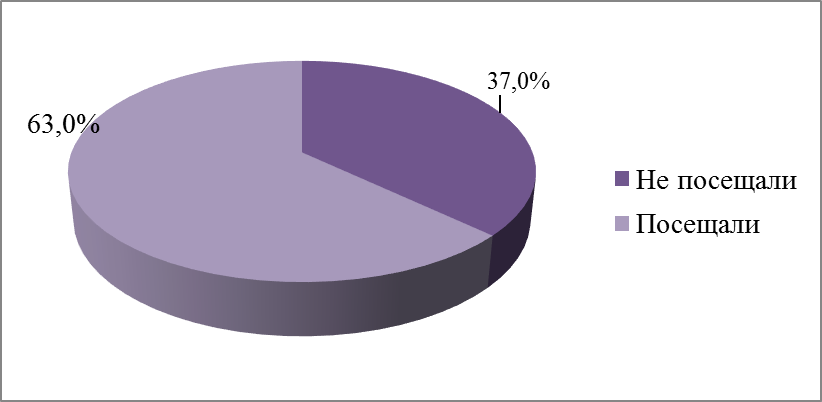 37,0%
63,0%
Не посещали
Посещали